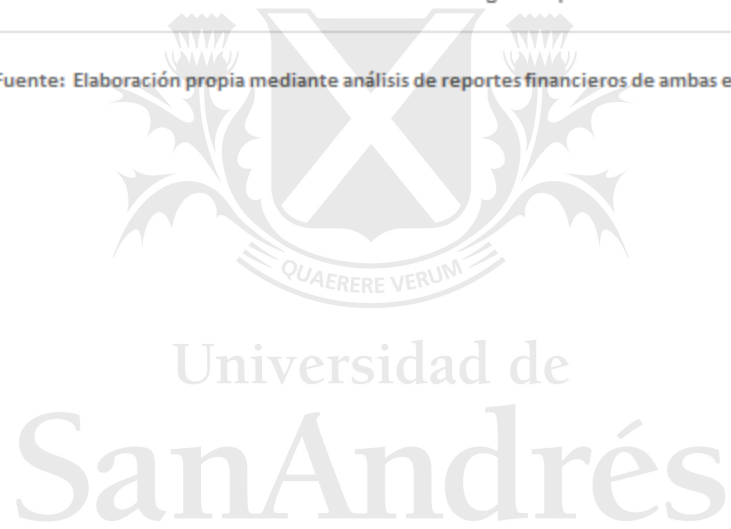 Fuente: Elaboración propia mediante análisis de reportes financieros de ambas
QUAERERE VERUM
Universidad de
SanAndrés